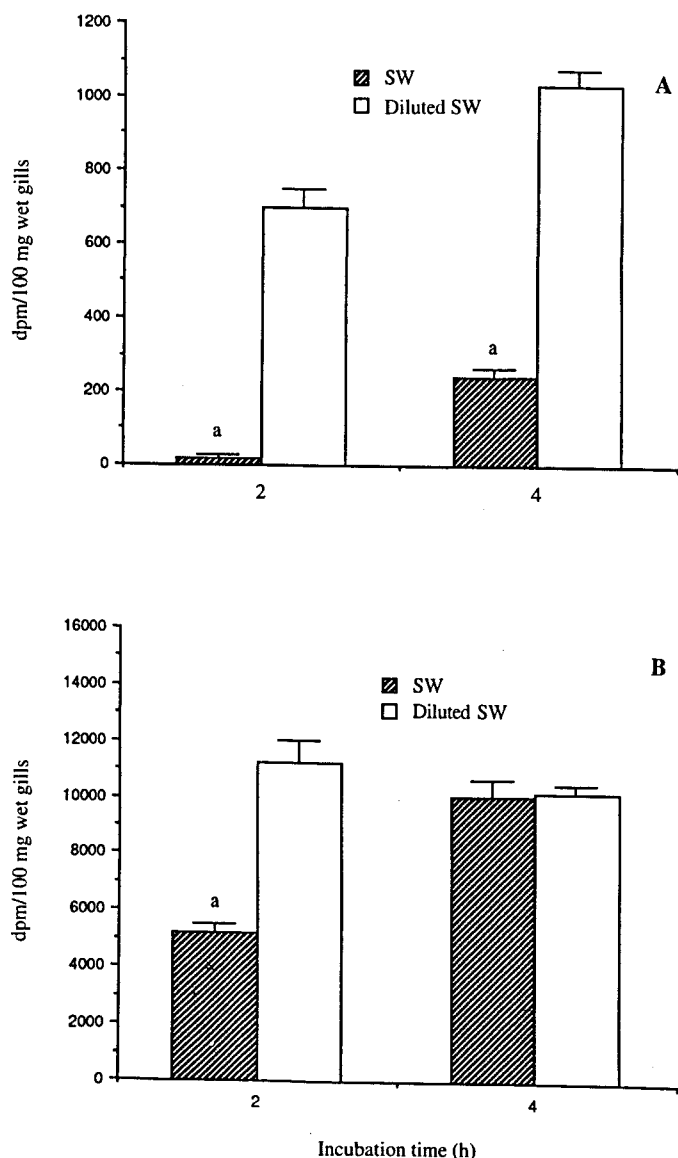 1200
1000
800
600
400
200
0
dpm/100 mg wet gills
SW
Diluted SW
A
a
a
2
4
16000
14000
12000
10000
8000
6000
4000
2000
0
dpm/100 mg wet gills
SW
Diluted SW
B
a
2
4
Incubation time (h)